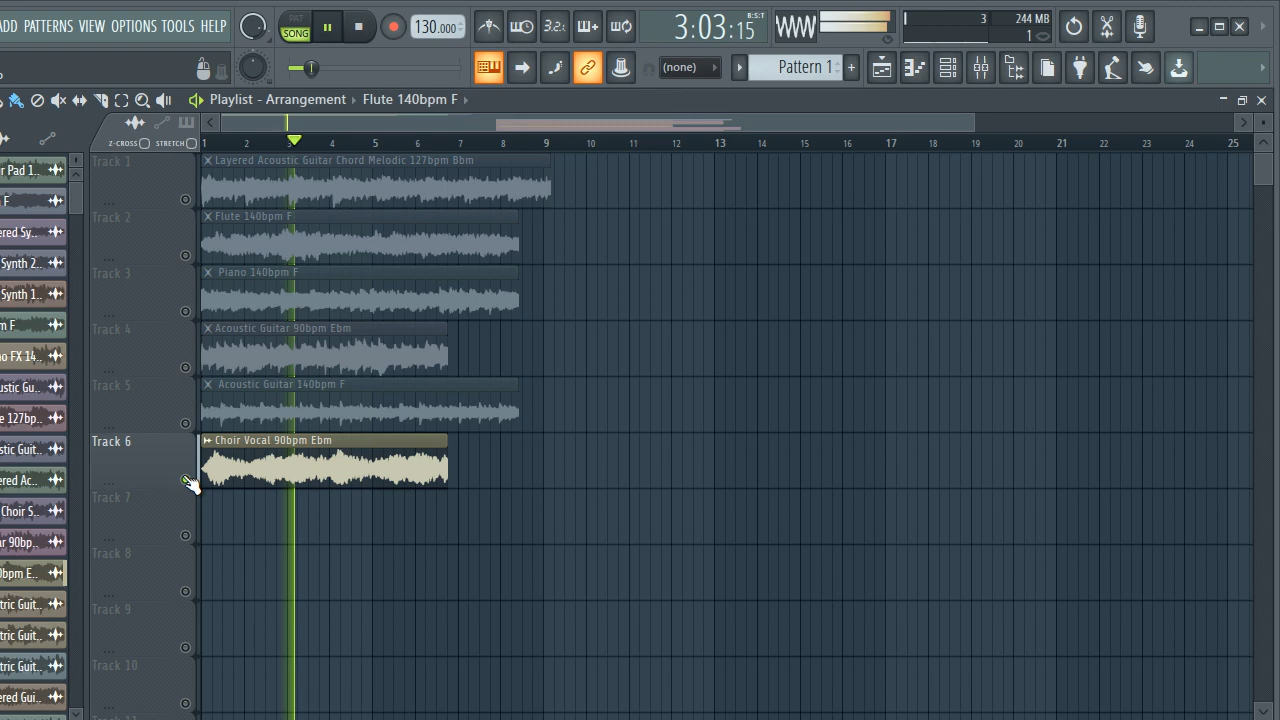 ADD PATTERNS VIEW OPTIONS TOOLS HELP
PAT
SONG
130.000
3.2.
3:03:15
B:S:T
3
244 MB
1
(none)
Pattern 1
Playlist - Arrangement › Flute 140bpm F ›
Z-CROSS STRETCH
1 2 3 4 5 6 7 8 9 10 11 12 13 14 15 16 17 18 19 20 21 22 23 24 25
Track 1
Layered Acoustic Guitar Chord Melodic 127bpm Bbm
Track 2
Flute 140bpm F
Track 3
Piano 140bpm F
Track 4
Acoustic Guitar 90bpm Ebm
Track 5
Acoustic Guitar 140bpm F
Track 6
Choir Vocal 90bpm Ebm
Track 7
Track 8
Track 9
Track 10
r Pad 1..
F
ered Sy..
Synth 2..
Synth 1..
m F
o FX 14..
ustic Gu..
e 127bp..
stic Guit..
ered Ac..
Choir S..
ar 90bp..
0bpm E..
tric Guit..
tric Guit..
tric Guit..
ered Gui..